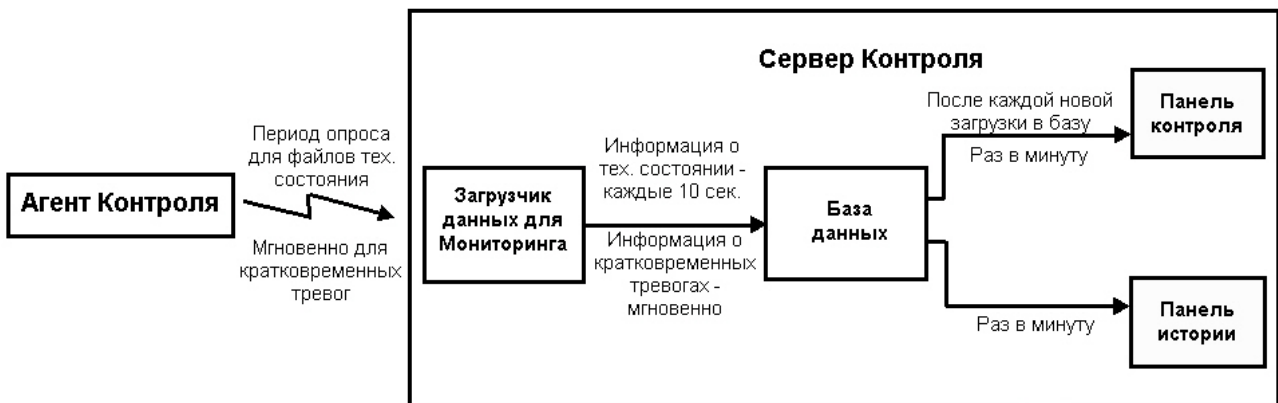 Сервер Контроля
Агент Контроля
Период опроса
для файлов тех.
состояния
Мгновенно для
кратковременных
тревог
Загрузчик
данных для
Мониторинга
Информация о
тех. состоянии -
каждые 10 сек.
Информация о
кратковременных
тревогах -
мгновенно
База
данных
После каждой новой
загрузки в базу
Раз в минуту
Панель
контроля
Раз в минуту
Панель
истории